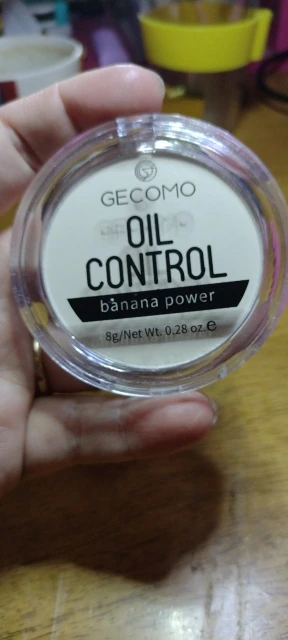 GECOMO
OIL
CONTROL
banana power
8g/Net Wt. 0.28 oz.e